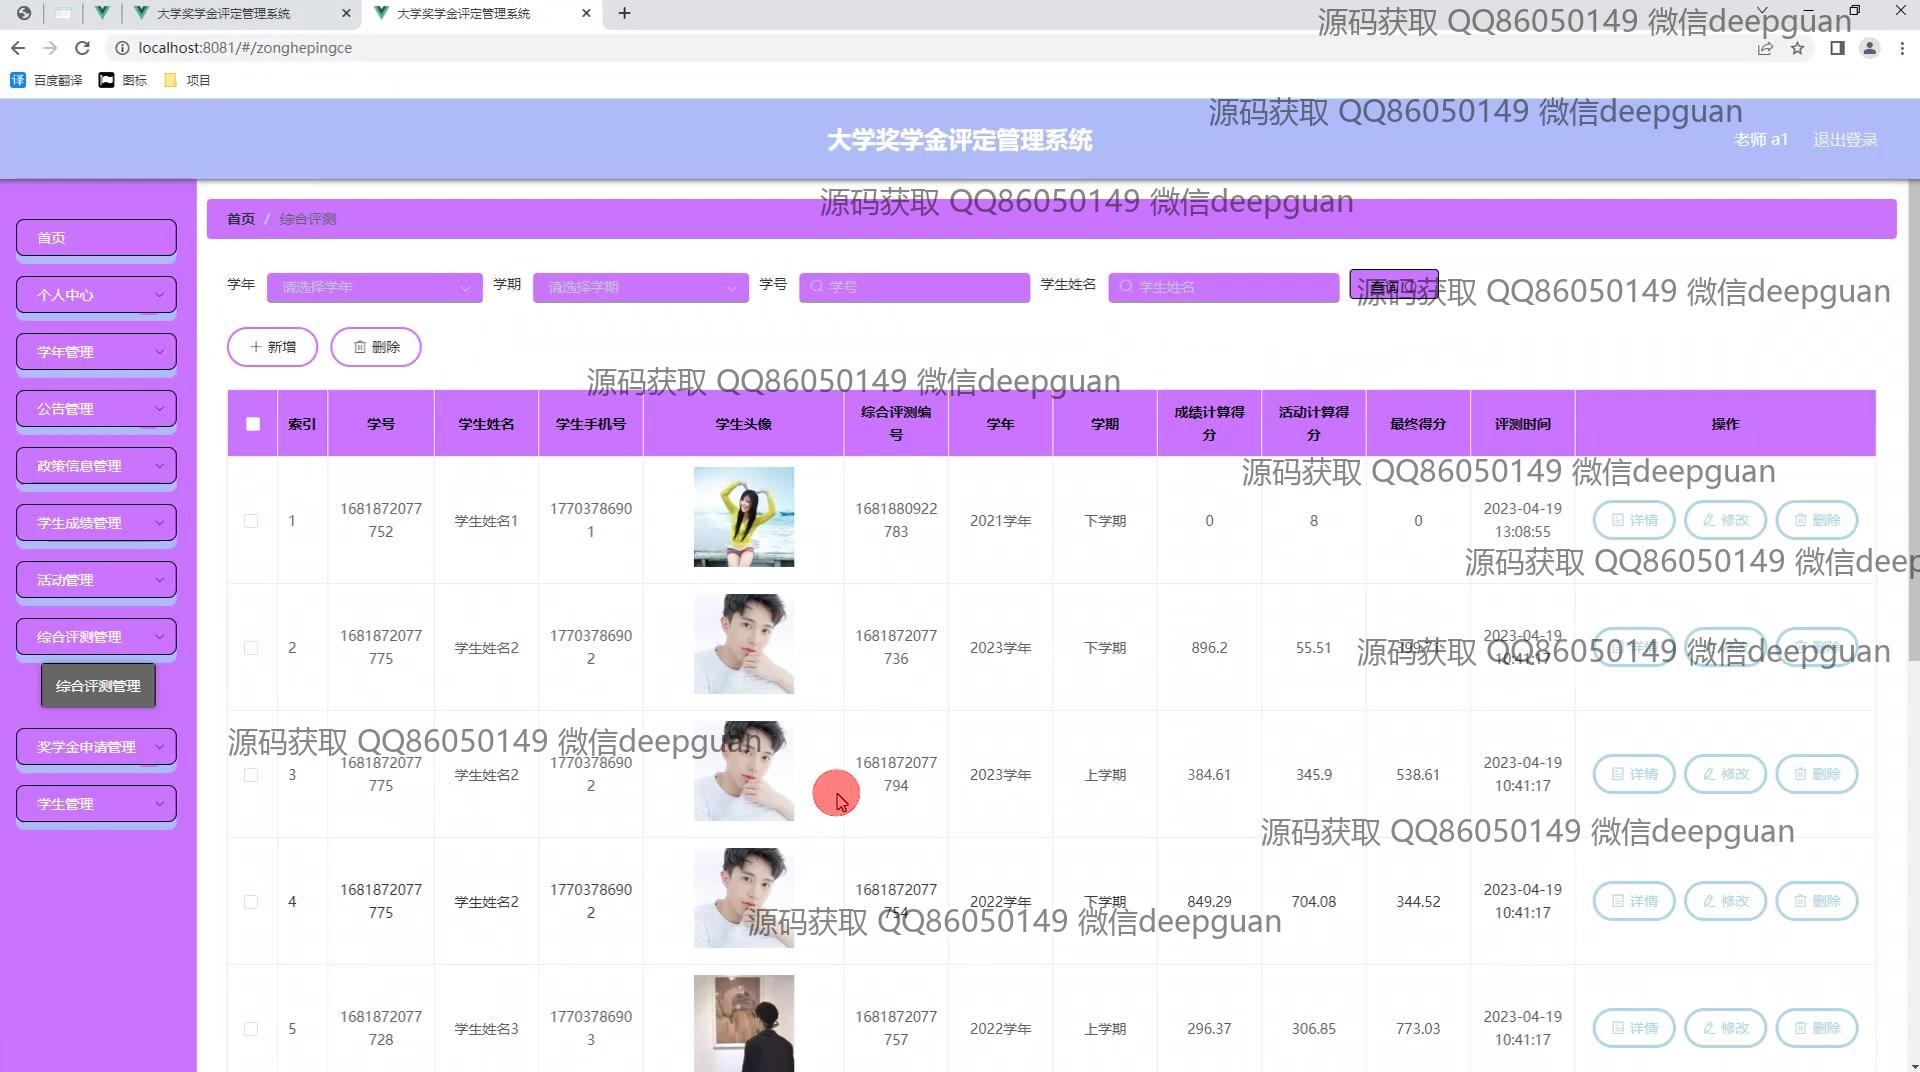 大学奖学金评定管理系统
大学奖学金评定管理系统
源码获取 QQ86050149 微信deepguan
localhost:8081/#/zonghepingce
译 百度翻译 图标 项目
源码获取 QQ86050149 微信deepguan
大学奖学金评定管理系统
老师 a1 退出登录
源码获取 QQ86050149 微信deepguan
首页 / 综合评测
首页
个人中心
学年管理
公告管理
政策信息管理
学生成绩管理
活动管理
综合评测管理
综合评测管理
奖学金申请管理
学生管理
学年 请选择学年 学期 请选择学期 学号 学号 学生姓名 学生姓名 查询
源码获取 QQ86050149 微信deepguan
新增 删除
源码获取 QQ86050149 微信deepguan
索引 学号 学生姓名 学生手机号 学生头像 综合评测编号 学年 学期 成绩计算得分 活动计算得分 最终得分 评测时间 操作
源码获取 QQ86050149 微信deepguan
1 1681872077752 学生姓名1 17703786901 1681880922783 2021学年 下学期 0 8 0 2023-04-19 13:08:55 详情 修改 删除
源码获取 QQ86050149 微信deep
2 1681872077775 学生姓名2 17703786902 1681872077736 2023学年 下学期 896.2 55.51 2023-04-19 10:41:17 详情 修改 删除
源码获取 QQ86050149 微信deepguan
源码获取 QQ86050149 微信deepguan
3 1681872077775 学生姓名2 17703786902 1681872077794 2023学年 上学期 384.61 345.9 538.61 2023-04-19 10:41:17 详情 修改 删除
源码获取 QQ86050149 微信deepguan
4 1681872077775 学生姓名2 17703786902 1681872077754 2022学年 下学期 849.29 704.08 344.52 2023-04-19 10:41:17 详情 修改 删除
源码获取 QQ86050149 微信deepguan
5 1681872077728 学生姓名3 17703786903 1681872077757 2022学年 上学期 296.37 306.85 773.03 2023-04-19 10:41:17 详情 修改 删除